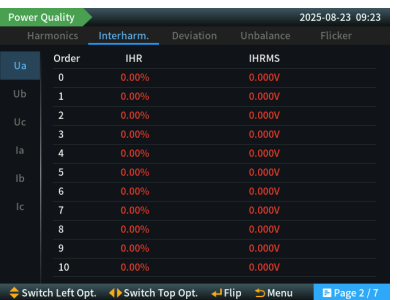 Power Quality 2025-08-23 09:23
Harmonics Interharm. Deviation Unbalance Flicker
Ua
Ub
Uc
Ia
Ib
Ic
Order IHR IHRMS
0 0.00% 0.000V
1 0.00% 0.000V
2 0.00% 0.000V
3 0.00% 0.000V
4 0.00% 0.000V
5 0.00% 0.000V
6 0.00% 0.000V
7 0.00% 0.000V
8 0.00% 0.000V
9 0.00% 0.000V
10 0.00% 0.000V
Switch Left Opt. Switch Top Opt. Flip Menu Page 2 / 7